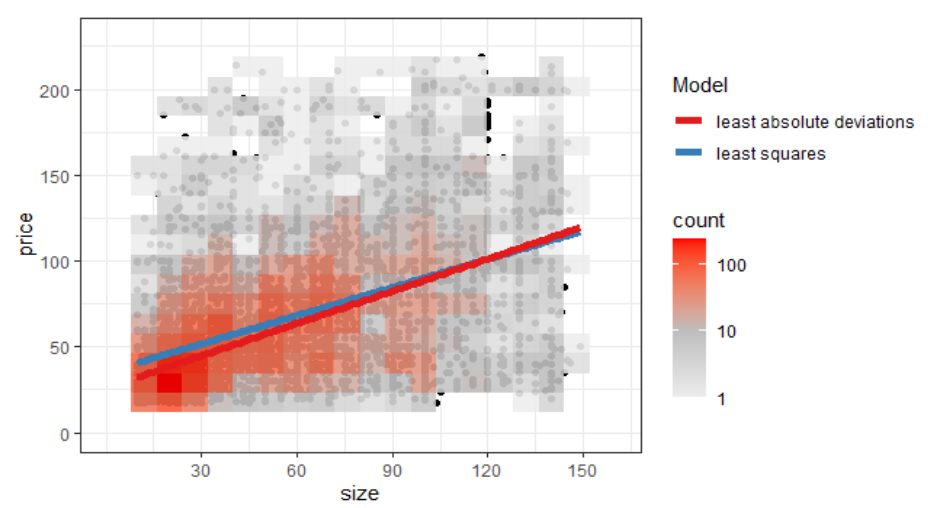 200
150
100
50
0
price
30 60 90 120 150
size
Model
least absolute deviations
least squares
count
100
10
1